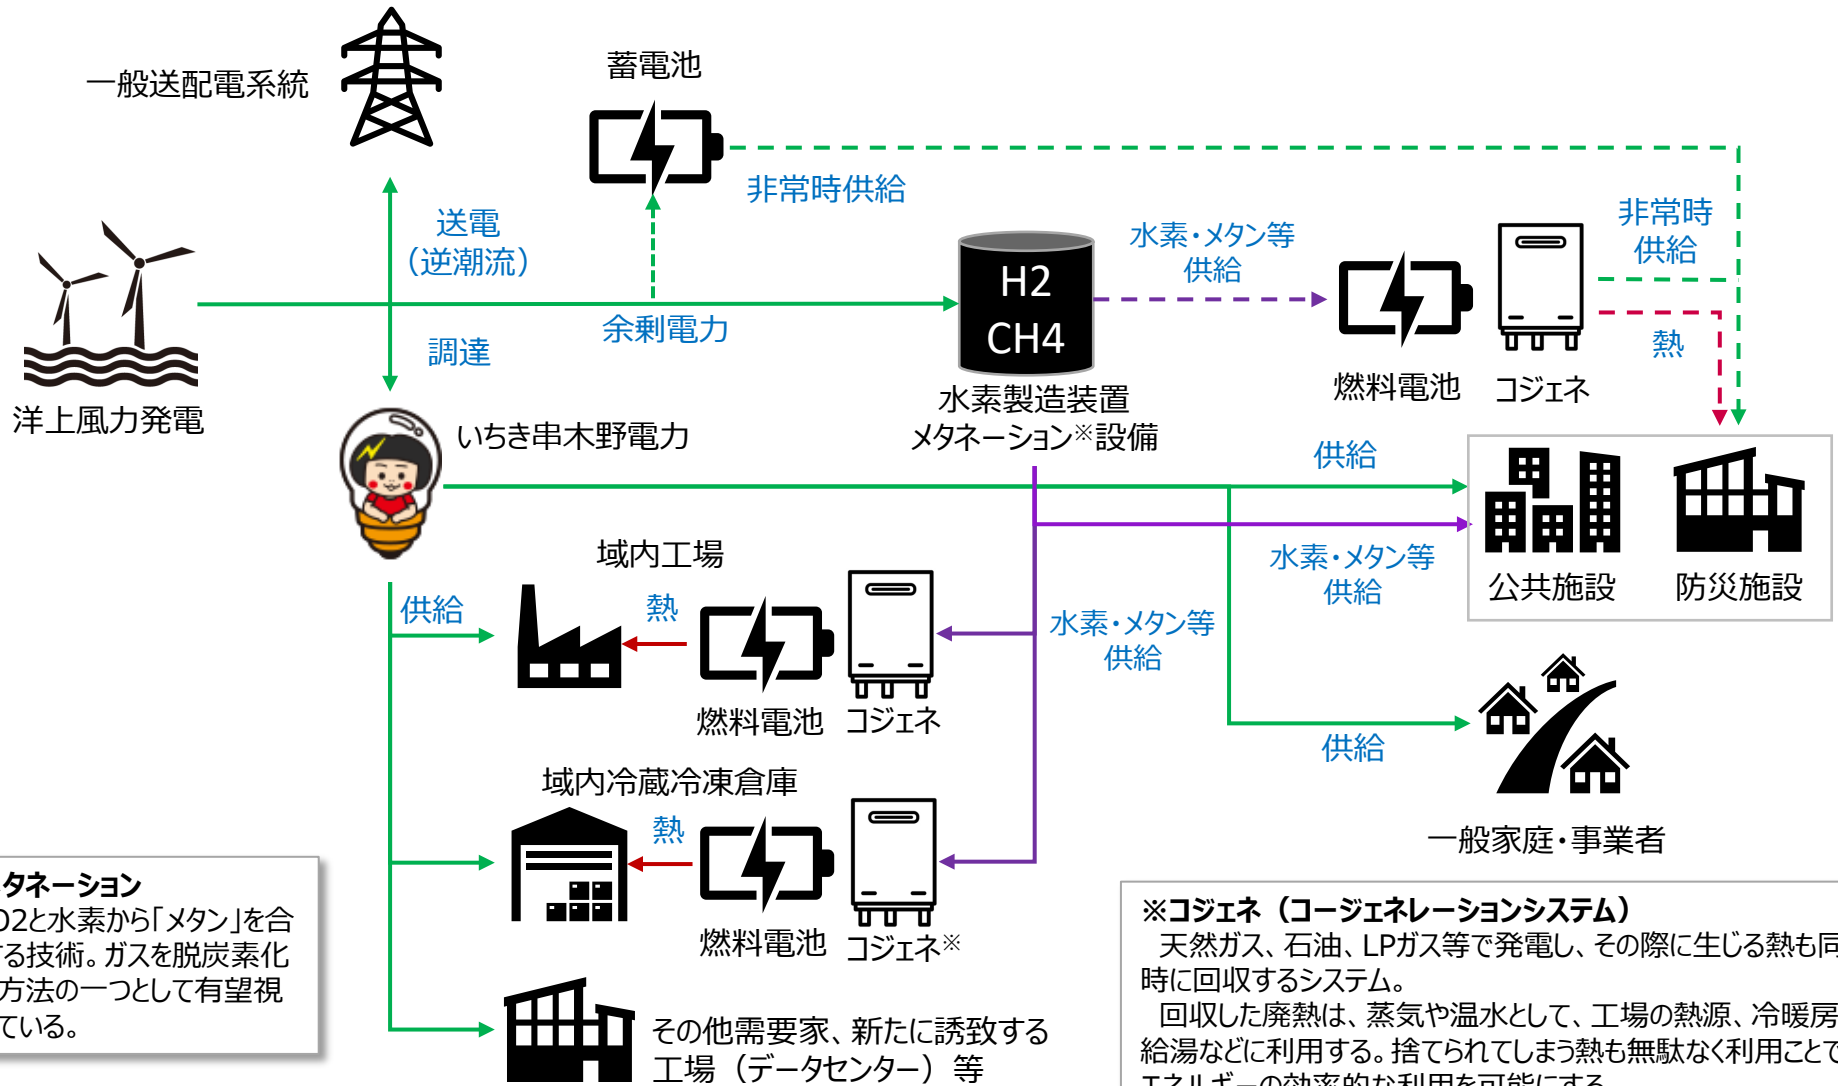 一般送配電系統
蓄電池
非常時供給
送電
（逆潮流）
水素・メタン等
供給
非常時
供給
H2
CH4
余剰電力
調達
熱
洋上風力発電
水素製造装置
メタネーション※設備
燃料電池
コジェネ
いちき串木野電力
供給
水素・メタン等
供給
公共施設
防災施設
域内工場
供給
熱
水素・メタン等
供給
燃料電池
コジェネ
供給
域内冷蔵冷凍倉庫
熱
一般家庭・事業者
燃料電池
コジェネ※
その他需要家、新たに誘致する
工場（データセンター）等
タネーション
O2と水素から「メタン」を合
る技術。ガスを脱炭素化
方法の一つとして有望視
ている。
※コジェネ（コージェネレーションシステム）
天然ガス、石油、LPガス等で発電し、その際に生じる熱も同
時に回収するシステム。
回収した廃熱は、蒸気や温水として、工場の熱源、冷暖房
給湯などに利用する。捨てられてしまう熱も無駄なく利用ことで
エネルギーの効率的な利用を可能にする